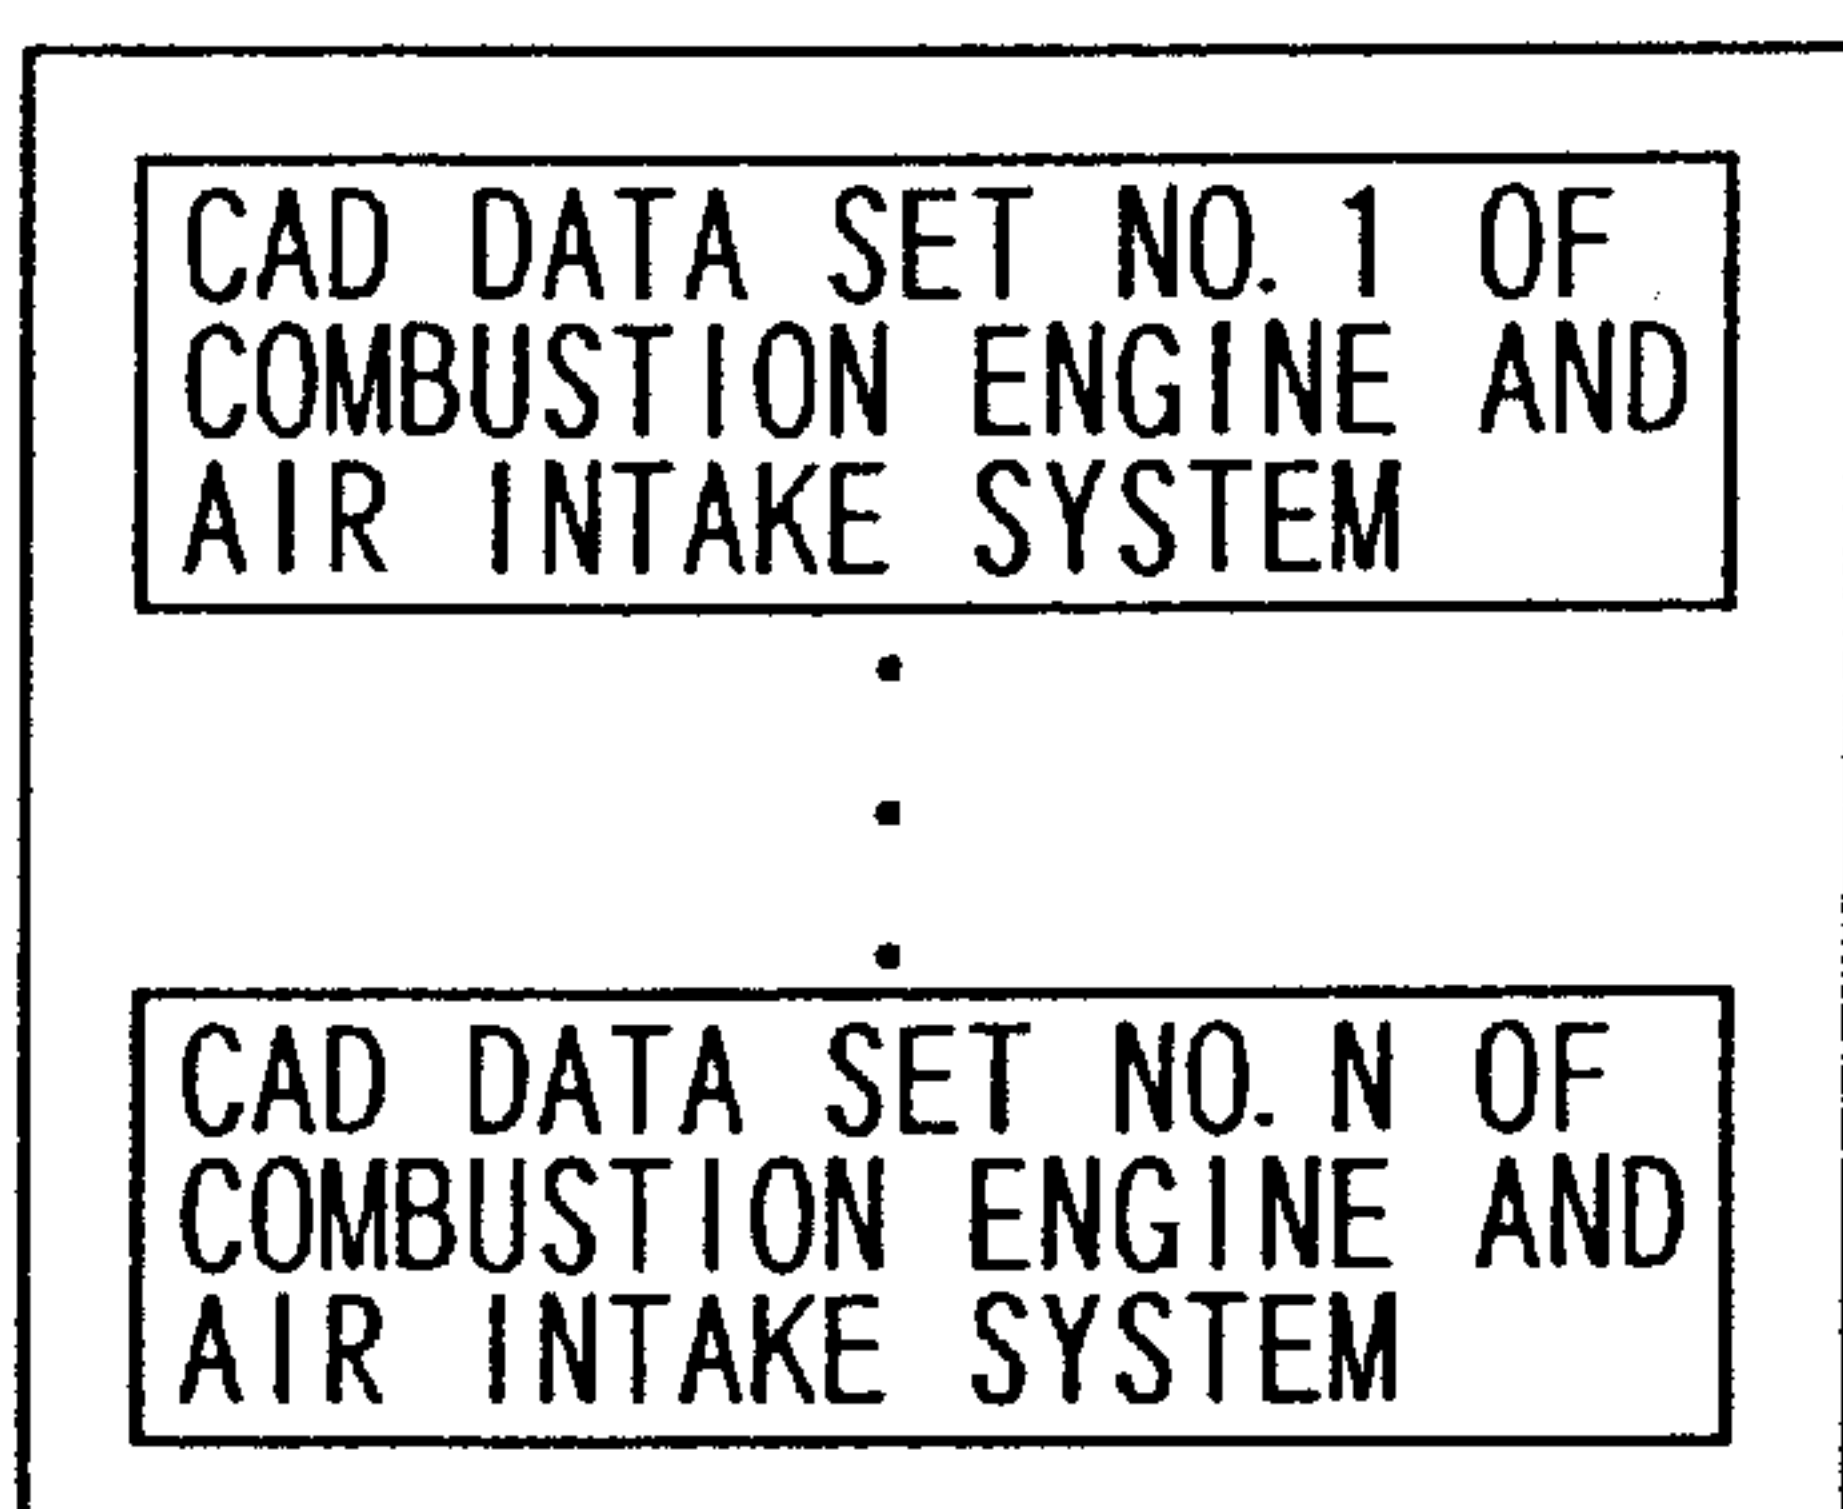 CAD DATA SET NO. 1 OF
COMBUSTION ENGINE AND
AIR INTAKE SYSTEM
CAD DATA SET NO. N OF
COMBUSTION ENGINE AND
AIR INTAKE SYSTEM